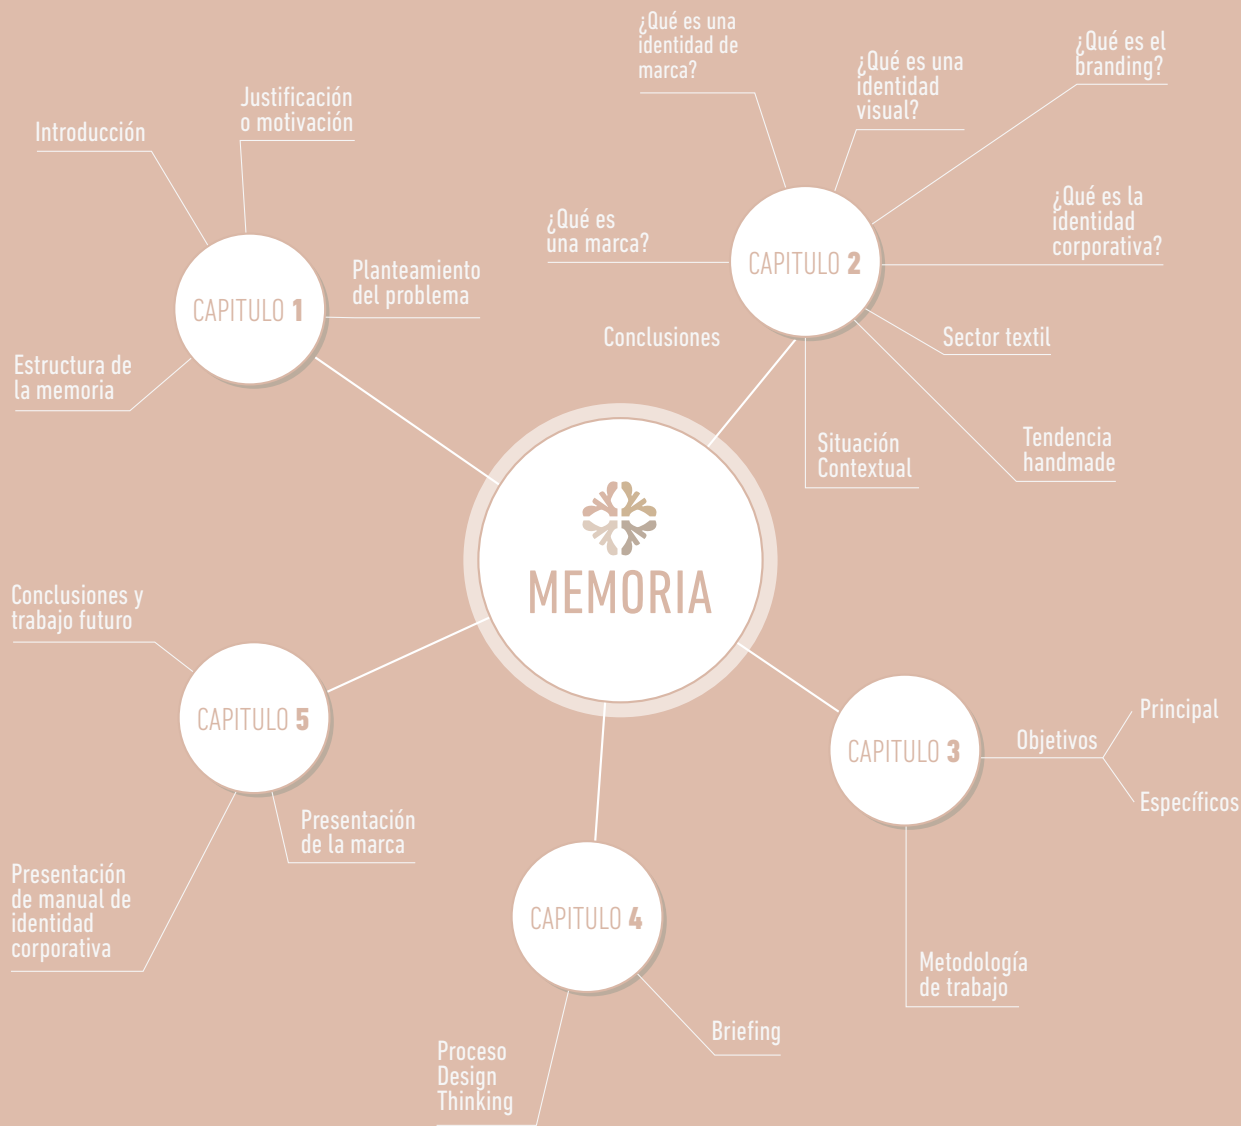 Introducción
Justificación
o motivación
Planteamiento
del problema
CAPITULO 1
Estructura de
la memoria
¿Qué es una
identidad de
marca?
¿Qué es una
identidad
visual?
¿Qué es el
branding?
¿Qué es
una marca?
CAPITULO 2
¿Qué es la
identidad
corporativa?
Conclusiones
Sector textil
Situación
Contextual
Tendencia
handmade
MEMORIA
Conclusiones y
trabajo futuro
CAPITULO 5
Presentación
de la marca
Presentación
de manual de
identidad
corporativa
CAPITULO 4
Briefing
Proceso
Design
Thinking
CAPITULO 3
Objetivos
Principal
Específicos
Metodología
de trabajo